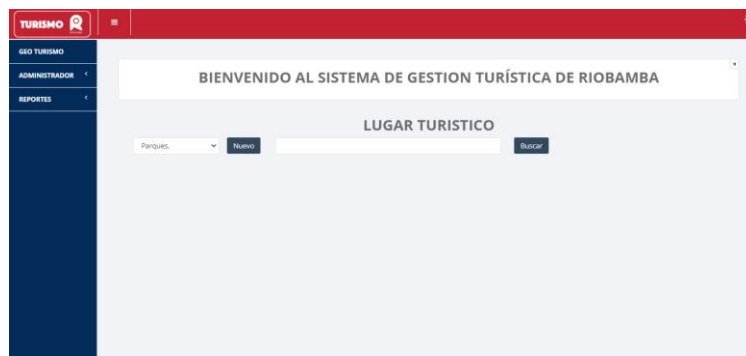 TURISMO R
GEO TURISMO
ADMINISTRADOR
REPORTES
BIENVENIDO AL SISTEMA DE GESTION TURÍSTICA DE RIOBAMBA
LUGAR TURISTICO
Parques. Nuevo Buscar